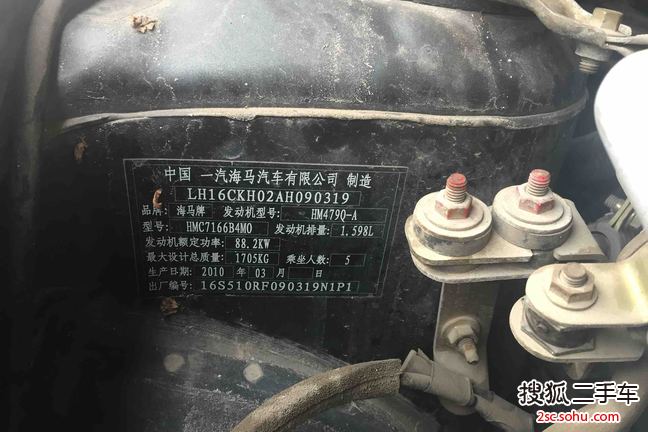 中国 一汽海马汽车有限公司 制造
LH16CKH02AH090319
品牌: 海马牌 发动机型号: HM479Q-A
型号: HMC7166B4M0 发动机排量: 1.598L
发动机额定功率: 88.2KW
最大设计总质量: 1705KG 乘坐人数: 5
生产日期 2010 年 03 月 日
出厂编号: 16S510RF090319N1P1
搜狐二手车
2sc.sohu.com